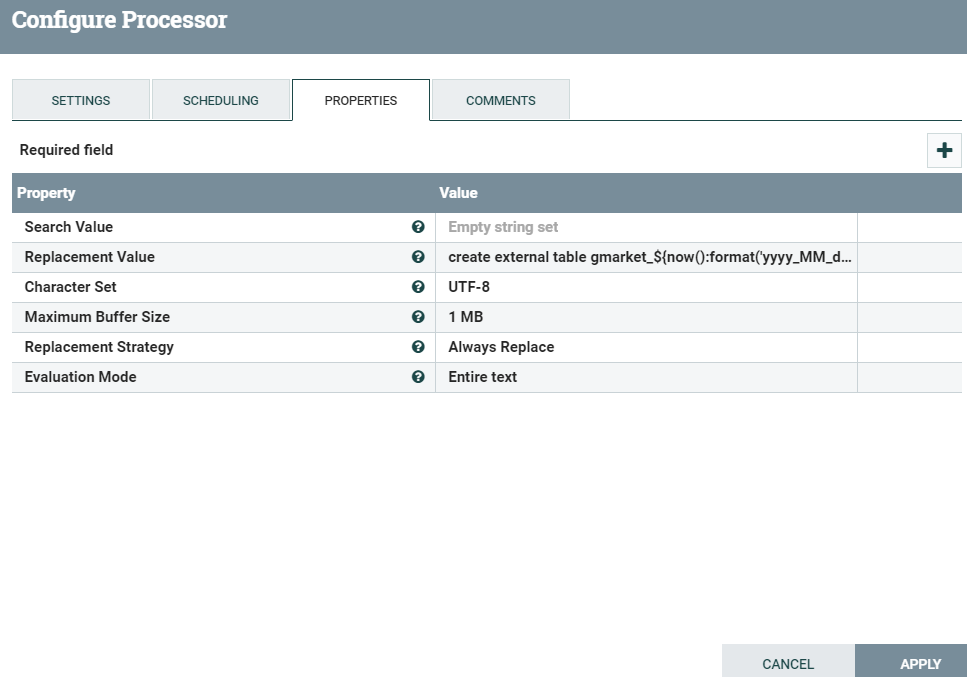 Configure Processor
SETTINGS SCHEDULING PROPERTIES COMMENTS
Required field
Property Value
Search Value Empty string set
Replacement Value create external table gmarket_${now():format('yyyy_MM_d...
Character Set UTF-8
Maximum Buffer Size 1 MB
Replacement Strategy Always Replace
Evaluation Mode Entire text
CANCEL APPLY